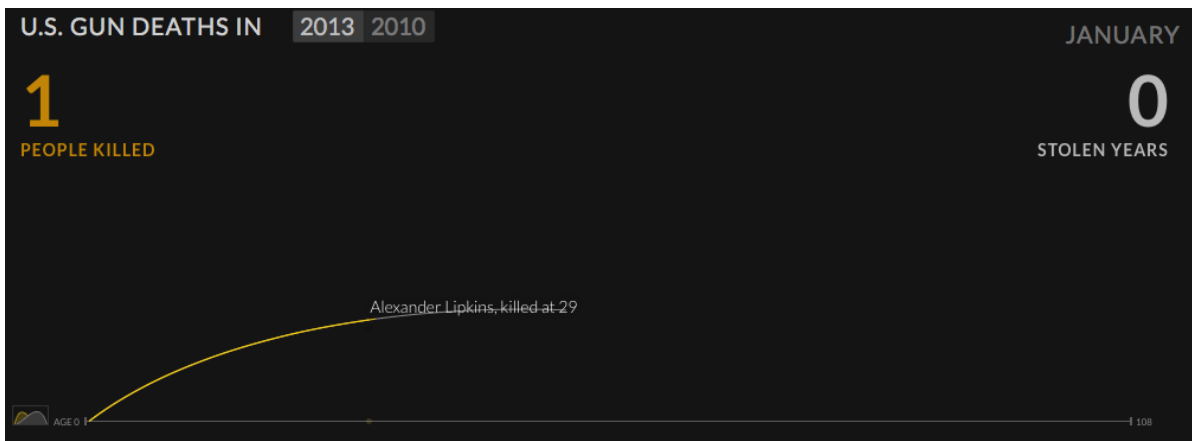 U.S. GUN DEATHS IN 2013 2010
JANUARY
1
PEOPLE KILLED
0
STOLEN YEARS
Alexander Lipkins, killed at 29
AGE 0
108